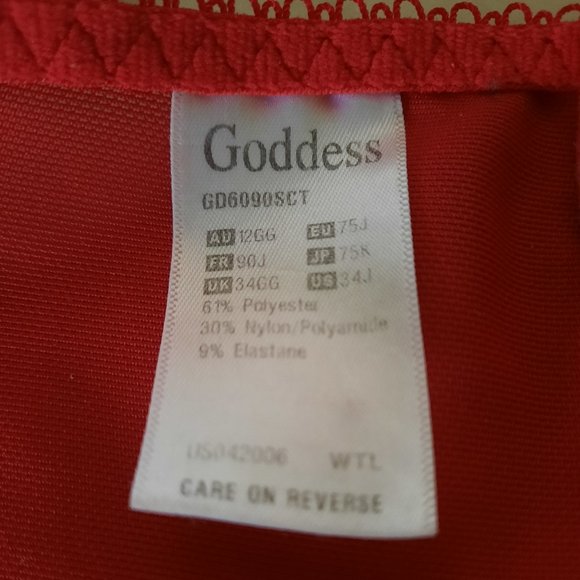 Goddess
GD6090SCT
AU 12GG EU 75J
FR 90J JP 75K
UK 34GG US 34J
61% Polyester
30% Nylon/Polyamide
9% Elastane
US042006 WTL
CARE ON REVERSE